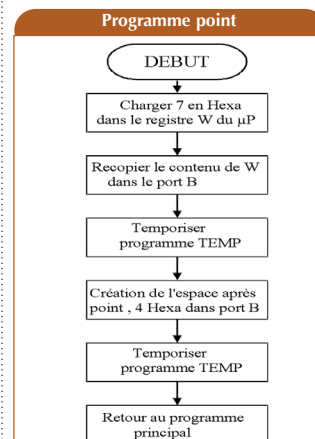 Programme point
DEBUT
Charger 7 en Hexa
dans le registre W du µP
Recopier le contenu de W
dans le port B
Temporiser
programme TEMP
Création de l'espace après
point , 4 Hexa dans port B
Temporiser
programme TEMP
Retour au programme
principal